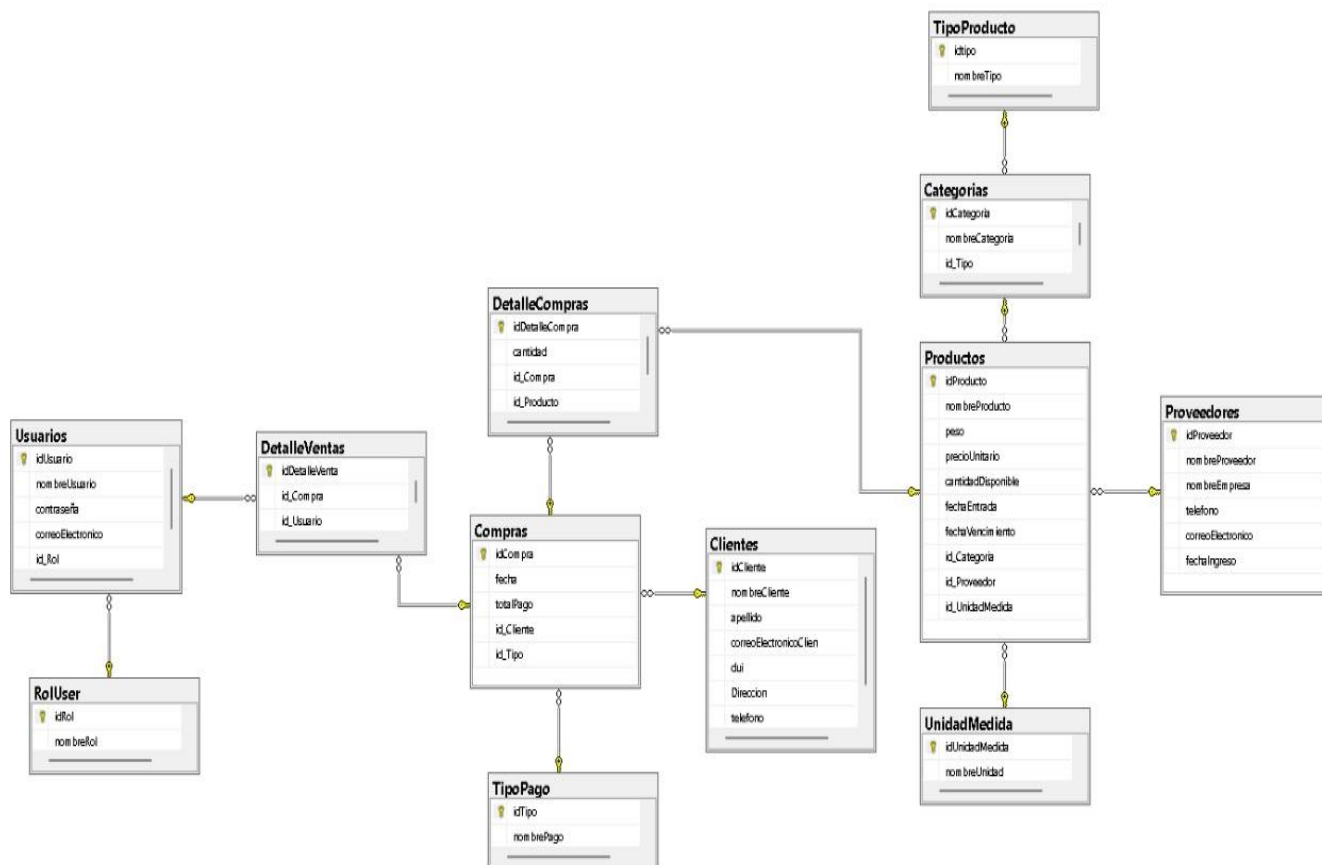 TipoProducto
idtipo
nombreTipo
Categorias
idCategoria
nombreCategoria
id_Tipo
DetalleCompras
idDetalleCompra
cantidad
id_Compra
id_Producto
Productos
idProducto
nombreProducto
peso
precioUnitario
cantidadDisponible
fechaEntrada
fechaVencimiento
id_Categoria
id_Proveedor
id_UnidadMedida
Proveedores
idProveedor
nombreProveedor
nombreEmpresa
telefono
correoElectronico
fechaIngreso
Usuarios
idUsuario
nombreUsuario
contraseña
correoElectronico
id_Rol
DetalleVentas
idDetalleVenta
id_Compra
id_Usuario
Compras
idCompra
fecha
totalPago
id_Cliente
id_Tipo
Clientes
idCliente
nombreCliente
apellido
correoElectronicoClien
dui
Direccion
telefono
RolUser
idRol
nombreRol
UnidadMedida
idUnidadMedida
nombreUnidad
TipoPago
idTipo
nombrePago